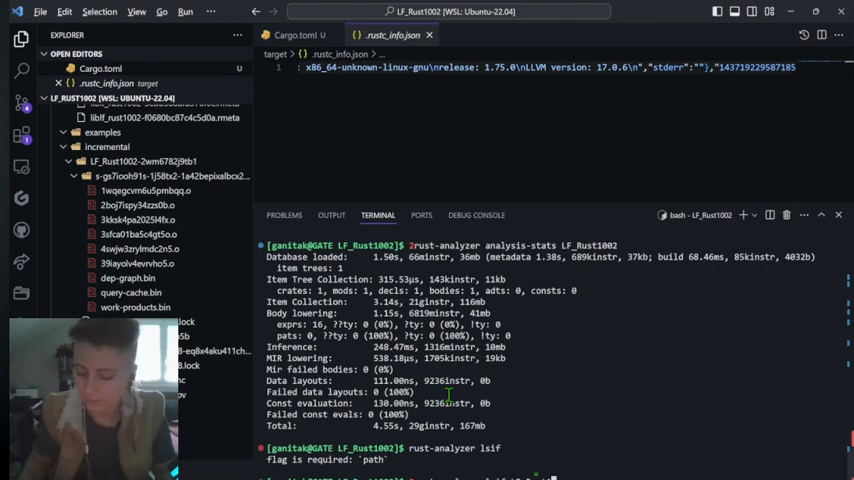 File Edit Selection View Go Run
LF_Rust1002 [WSL: Ubuntu-22.04]
EXPLORER
OPEN EDITORS
Cargo.toml U
.rustc_info.json target
LF_RUST1002 [WSL: UBUNTU-22.04]
liblf_rust1002-f0680bc87c4c5d0a.rmeta
examples
incremental
LF_Rust1002-2wm6782j9tb1
s-gs7iooh91s-1j58tx2-1a42bepixalbcx2...
1wqegcvm6u5pmbqq.o
2boj7ispy34zzs0b.o
3kksk4pa2025l4fx.o
3sfca01ba5c4o0tg.o
4swjw3zrylmdc2n5.o
39iayolv4evrvho5.o
dep-graph.bin
query-cache.bin
work-products.bin
Cargo.toml U
.rustc_info.json
target > .rustc_info.json > ...
1 : x86_64-unknown-linux-gnu\nrelease: 1.75.0\nLLVM version: 17.0.6\n","stderr":""},"143719229587185
PROBLEMS OUTPUT TERMINAL PORTS DEBUG CONSOLE
bash - LF_Rust1002
[ganitak@GATE LF_Rust1002]$ 2rust-analyzer analysis-stats LF_Rust1002
Database loaded: 1.50s, 66minstr, 36mb (metadata 1.38s, 689kinstr, 37kb; build 68.46ms, 85kinstr, 4032b)
item trees: 1
Item Tree Collection: 315.53µs, 143kinstr, 11kb
crates: 1, mods: 1, decls: 1, bodies: 1, adts: 0, consts: 0
Item Collection: 3.14s, 21ginstr, 116mb
Body lowering: 1.15s, 6819minstr, 41mb
exprs: 16, ??ty: 0 (0%), ?ty: 0 (0%), !ty: 0
pats: 0, ??ty: 0 (100%), ?ty: 0 (100%), !ty: 0
Inference: 248.47ms, 1316minstr, 10mb
MIR lowering: 538.18µs, 1705kinstr, 19kb
Mir failed bodies: 0 (0%)
Data layouts: 111.00ns, 9236instr, 0b
Failed data layouts: 0 (100%)
Const evaluation: 130.00ns, 9236instr, 0b
Failed const evals: 0 (100%)
Total: 4.55s, 29ginstr, 167mb
[ganitak@GATE LF_Rust1002]$ rust-analyzer lsif
flag is required: `path`